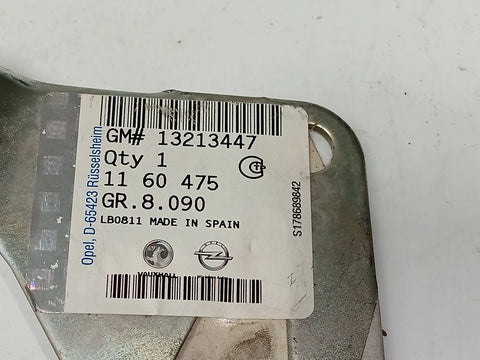 GM# 13213447
Qty 1
11 60 475
GR.8.090
LB0811 MADE IN SPAIN
VAUXHALL
Opel, D-65423 Rüsselsheim
S178689842